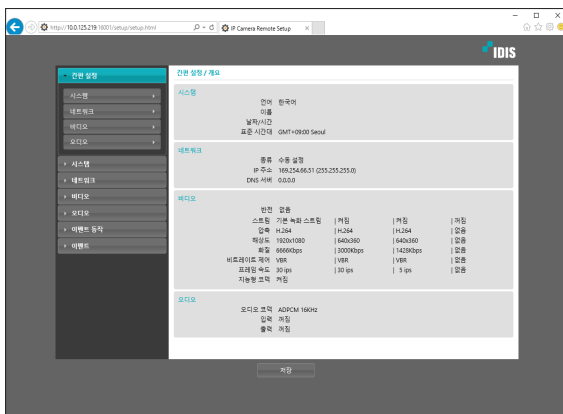 http://10.0.125.219:16001/setup/setup.html
IP Camera Remote Setup
IDIS
간편 설정
시스템
네트워크
비디오
오디오
시스템
네트워크
비디오
오디오
이벤트 동작
이벤트
간편 설정 / 개요
시스템
언어 한국어
이름
날짜/시간
표준 시간대 GMT+09:00 Seoul
네트워크
종류 수동 설정
IP 주소 169.254.66.51 (255.255.255.0)
DNS 서버 0.0.0.0
비디오
반전 없음
스트림 기본 녹화 스트림 | 켜짐 | 켜짐 | 꺼짐
압축 H.264 | H.264 | H.264 | 없음
해상도 1920x1080 | 640x360 | 640x360 | 없음
화질 6666Kbps | 3000Kbps | 1428Kbps | 없음
비트레이트 제어 VBR | VBR | VBR | 없음
프레임 속도 30 ips | 30 ips | 5 ips | 없음
지능형 코덱 켜짐
오디오
오디오 코덱 ADPCM 16KHz
입력 꺼짐
출력 꺼짐
저장